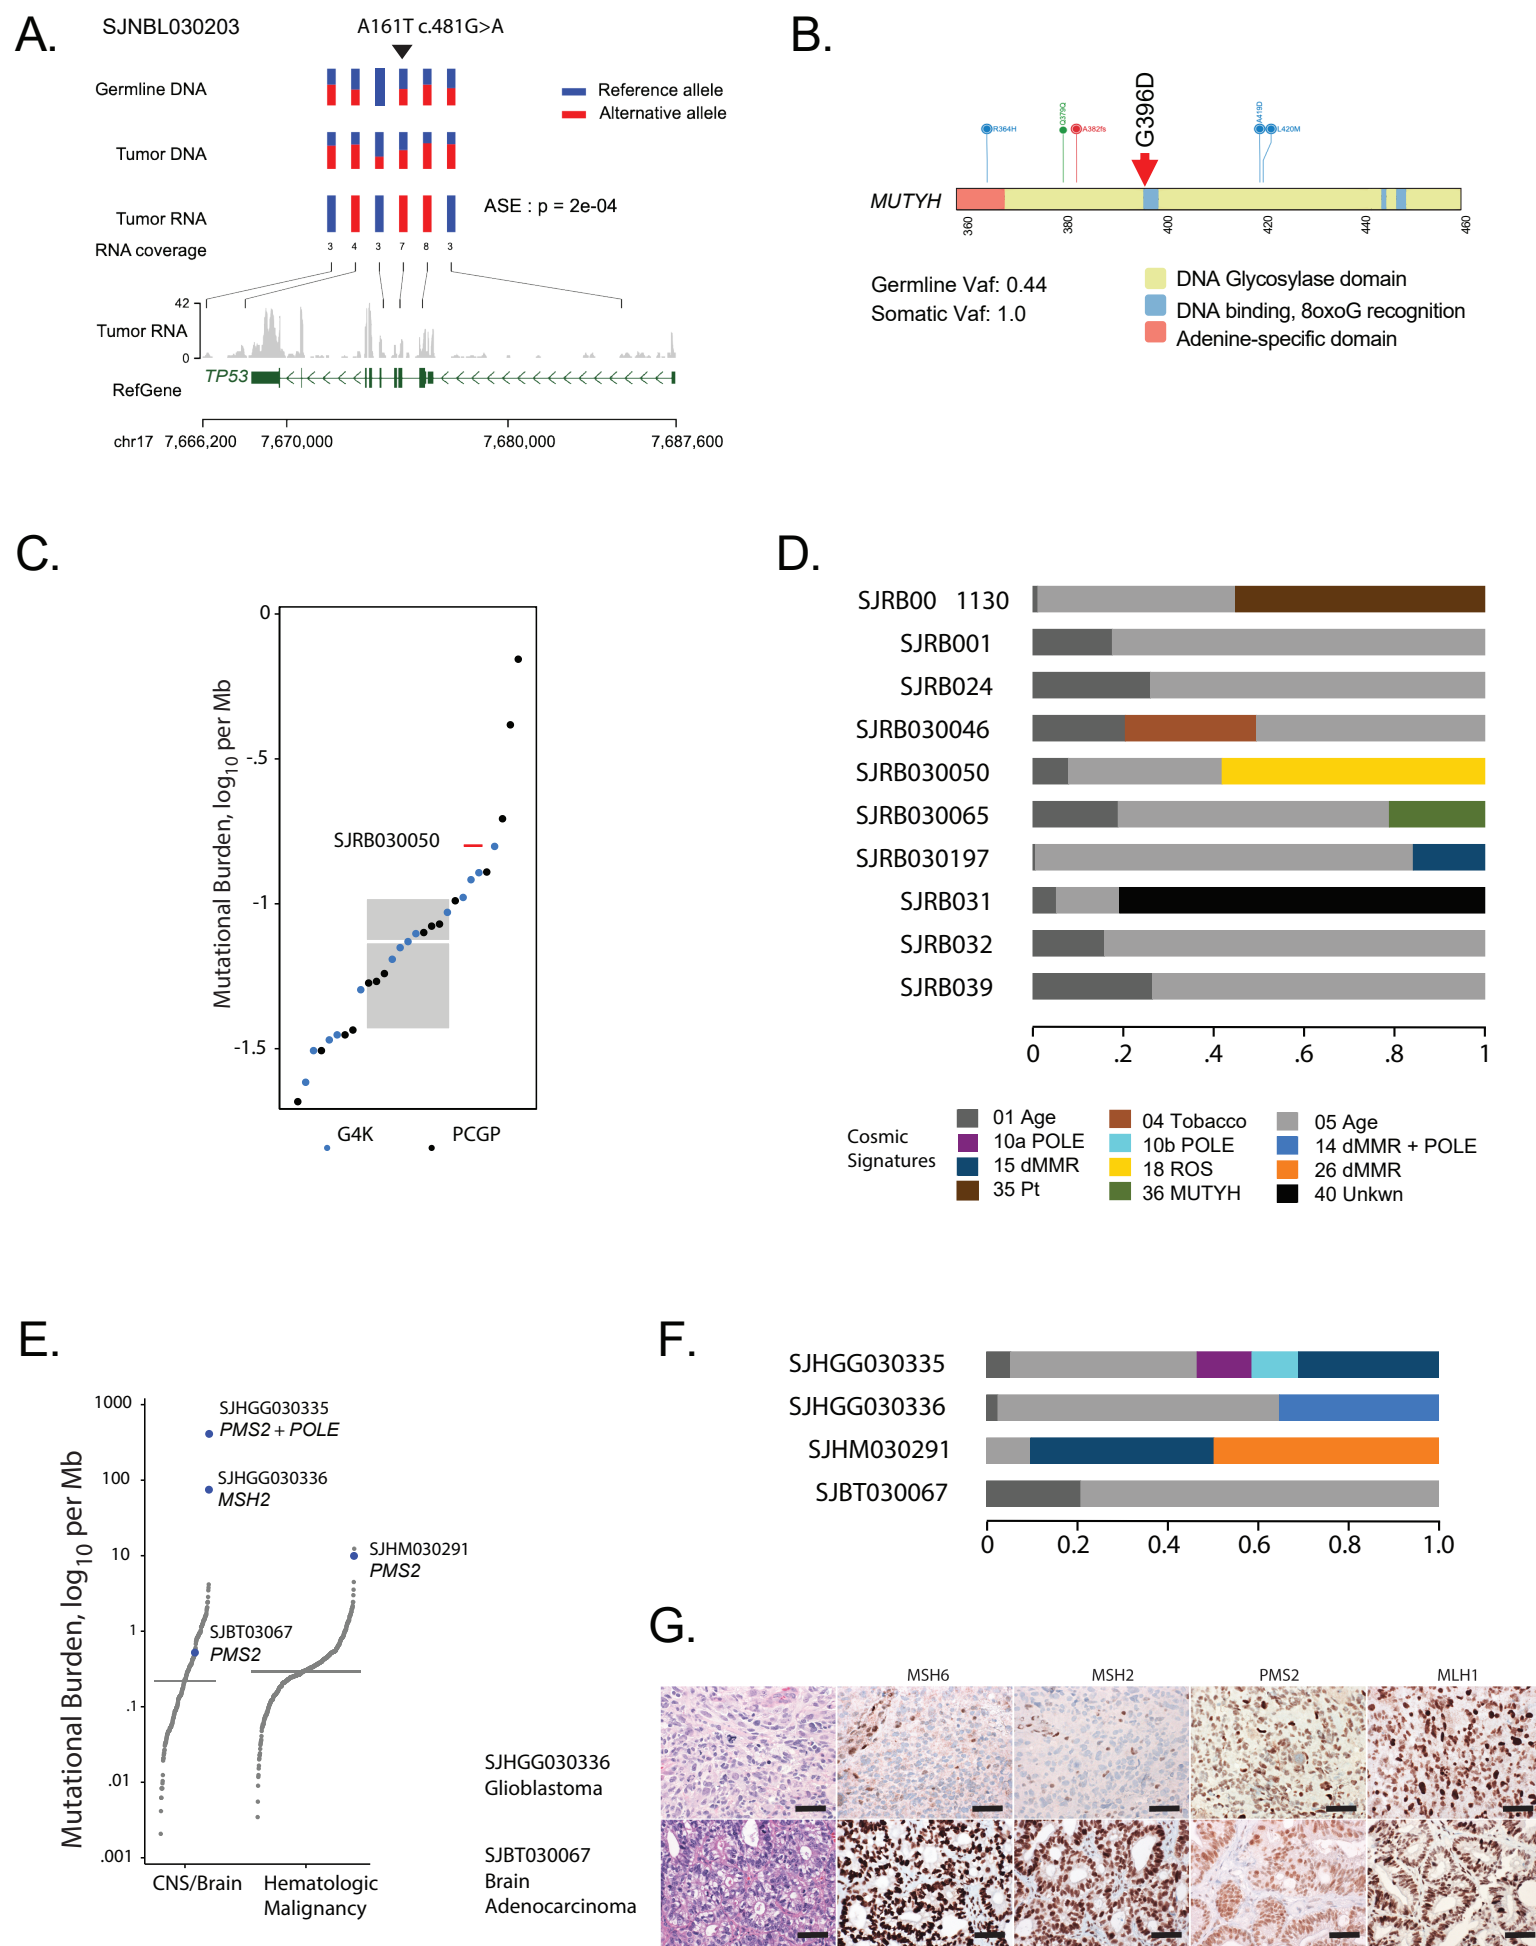 A.
SJNBL030203
A161T c.481G>A
Germline DNA
Reference allele
Alternative allele
Tumor DNA
Tumor RNA
ASE : p = 2e-04
RNA coverage
3 4 3 7 8 3
42
Tumor RNA
0
TP53
RefGene
chr17 7,666,200 7,670,000 7,680,000 7,687,600
B.
G396D
R364H
Q379Q
A382fs
A419D
L420M
MUTYH
360 380 400 420 440 460
Germline Vaf: 0.44
Somatic Vaf: 1.0
DNA Glycosylase domain
DNA binding, 8oxoG recognition
Adenine-specific domain
C.
Mutational Burden, log10 per Mb
0
-.5
SJRB030050
-1
-1.5
G4K PCGP
D.
SJRB00 1130
SJRB001
SJRB024
SJRB030046
SJRB030050
SJRB030065
SJRB030197
SJRB031
SJRB032
SJRB039
0 .2 .4 .6 .8 1
Cosmic
Signatures
01 Age 04 Tobacco 05 Age
10a POLE 10b POLE 14 dMMR + POLE
15 dMMR 18 ROS 26 dMMR
35 Pt 36 MUTYH 40 Unkwn
E.
Mutational Burden, log10 per Mb
1000
100
10
1
.1
.01
.001
SJHGG030335
PMS2 + POLE
SJHGG030336
MSH2
SJHM030291
PMS2
SJBT03067
PMS2
CNS/Brain
Hematologic
Malignancy
F.
SJHGG030335
SJHGG030336
SJHM030291
SJBT030067
0 0.2 0.4 0.6 0.8 1.0
G.
MSH6 MSH2 PMS2 MLH1
SJHGG030336
Glioblastoma
SJBT030067
Brain
Adenocarcinoma